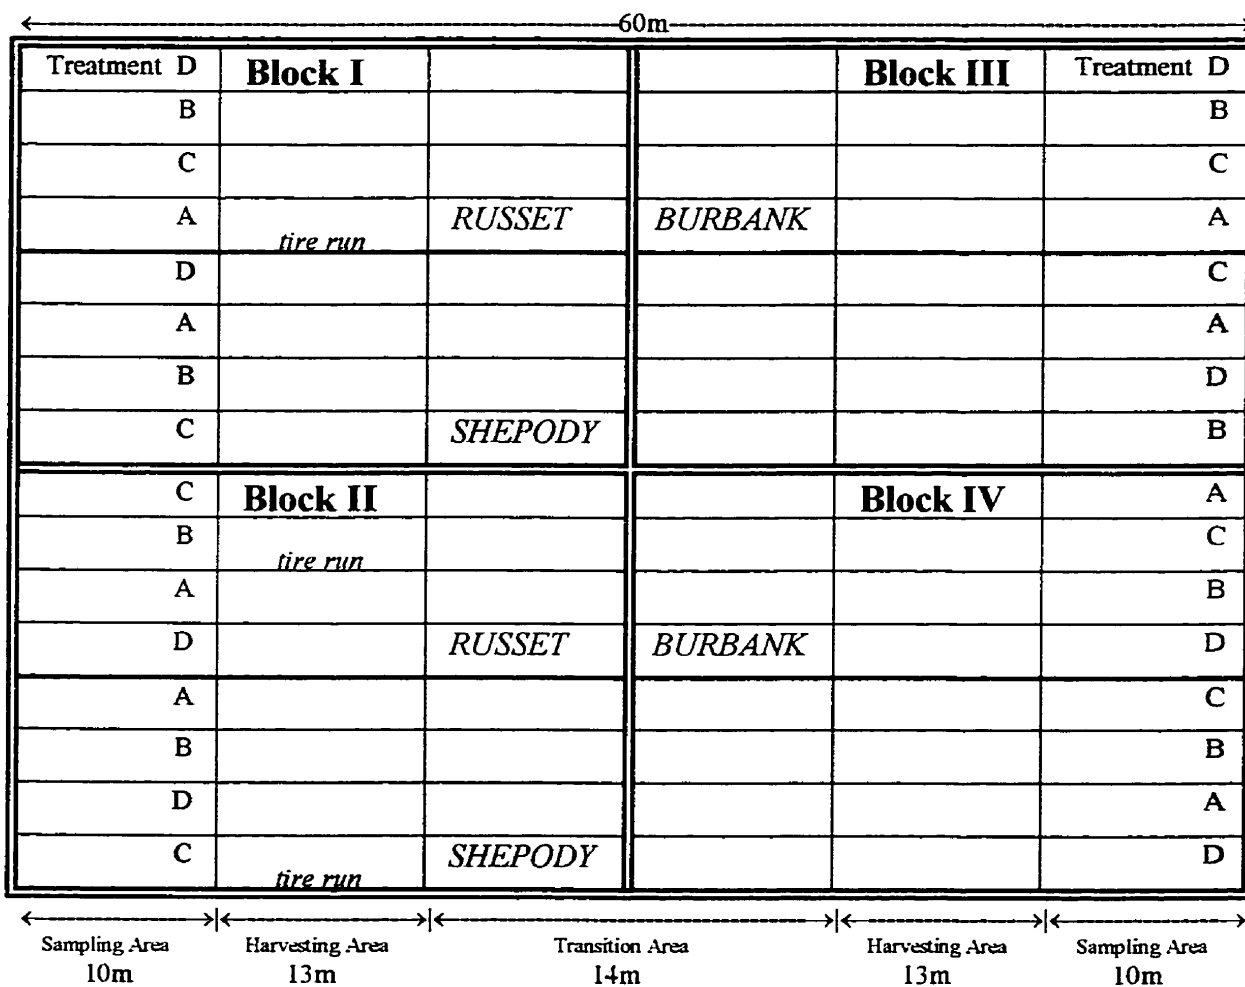 60m
Treatment D Block I Block III Treatment D
B B
C C
A RUSSET BURBANK A
tire run
D C
A A
B D
C SHEPODY B
C Block II Block IV A
B C
tire run
A B
D RUSSET BURBANK D
A C
B B
D A
C SHEPODY D
tire run
Sampling Area Harvesting Area Transition Area Harvesting Area Sampling Area
10m 13m 14m 13m 10m